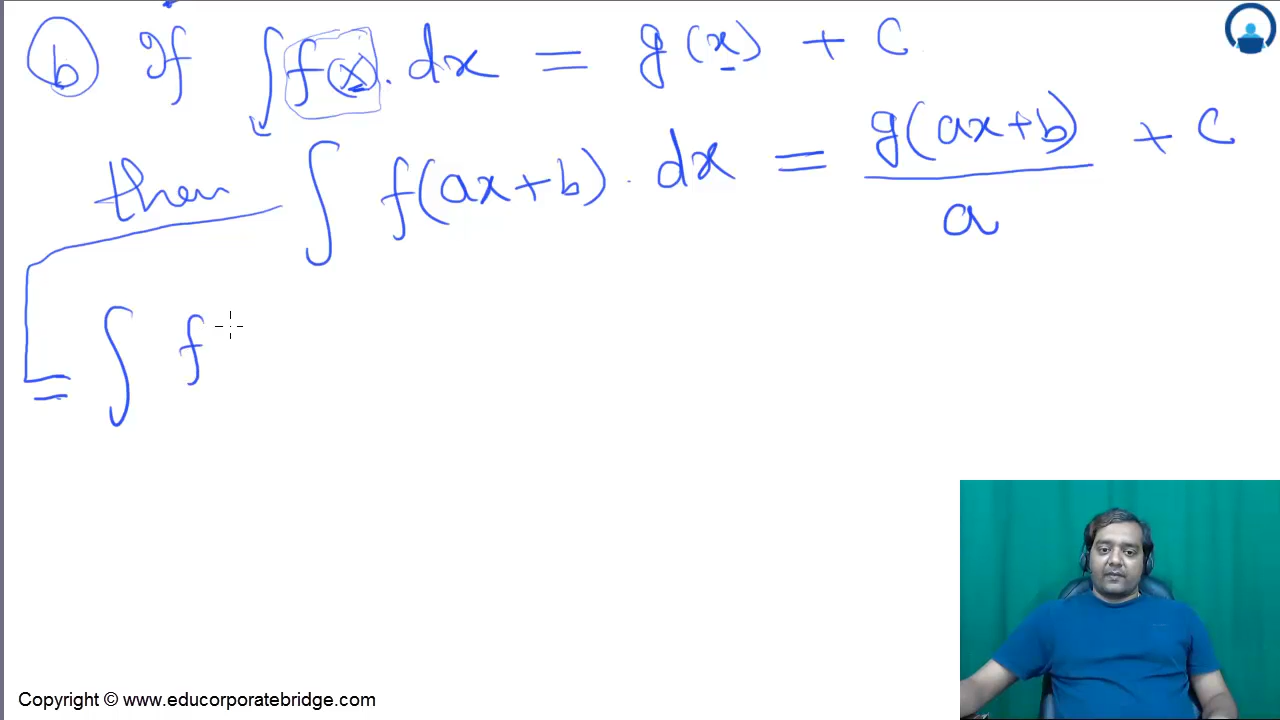 b If ∫ f(x) . dx = g(x) + c
then ∫ f(ax+b) . dx = g(ax+b)/a + c
= ∫ f
Copyright © www.educorporatebridge.com